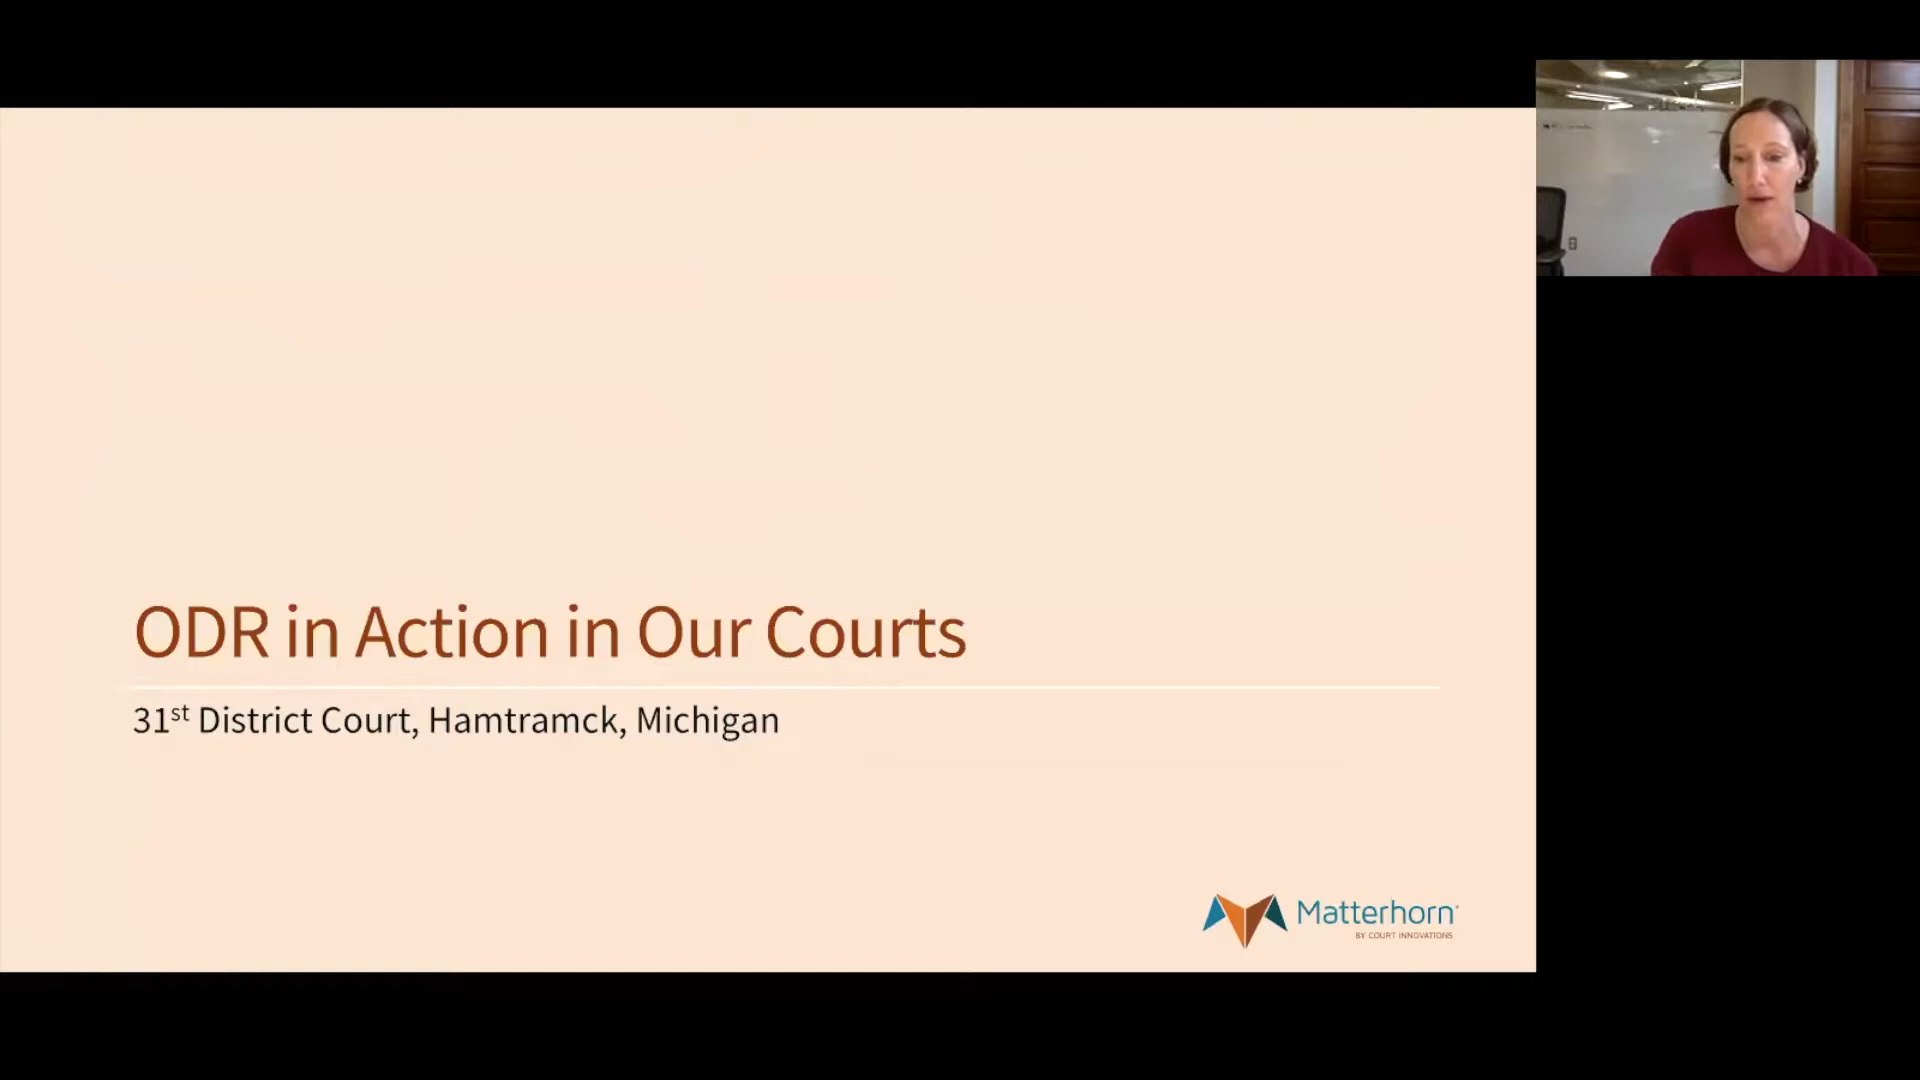 ODR in Action in Our Courts
31st District Court, Hamtramck, Michigan
Matterhorn
BY COURT INNOVATIONS